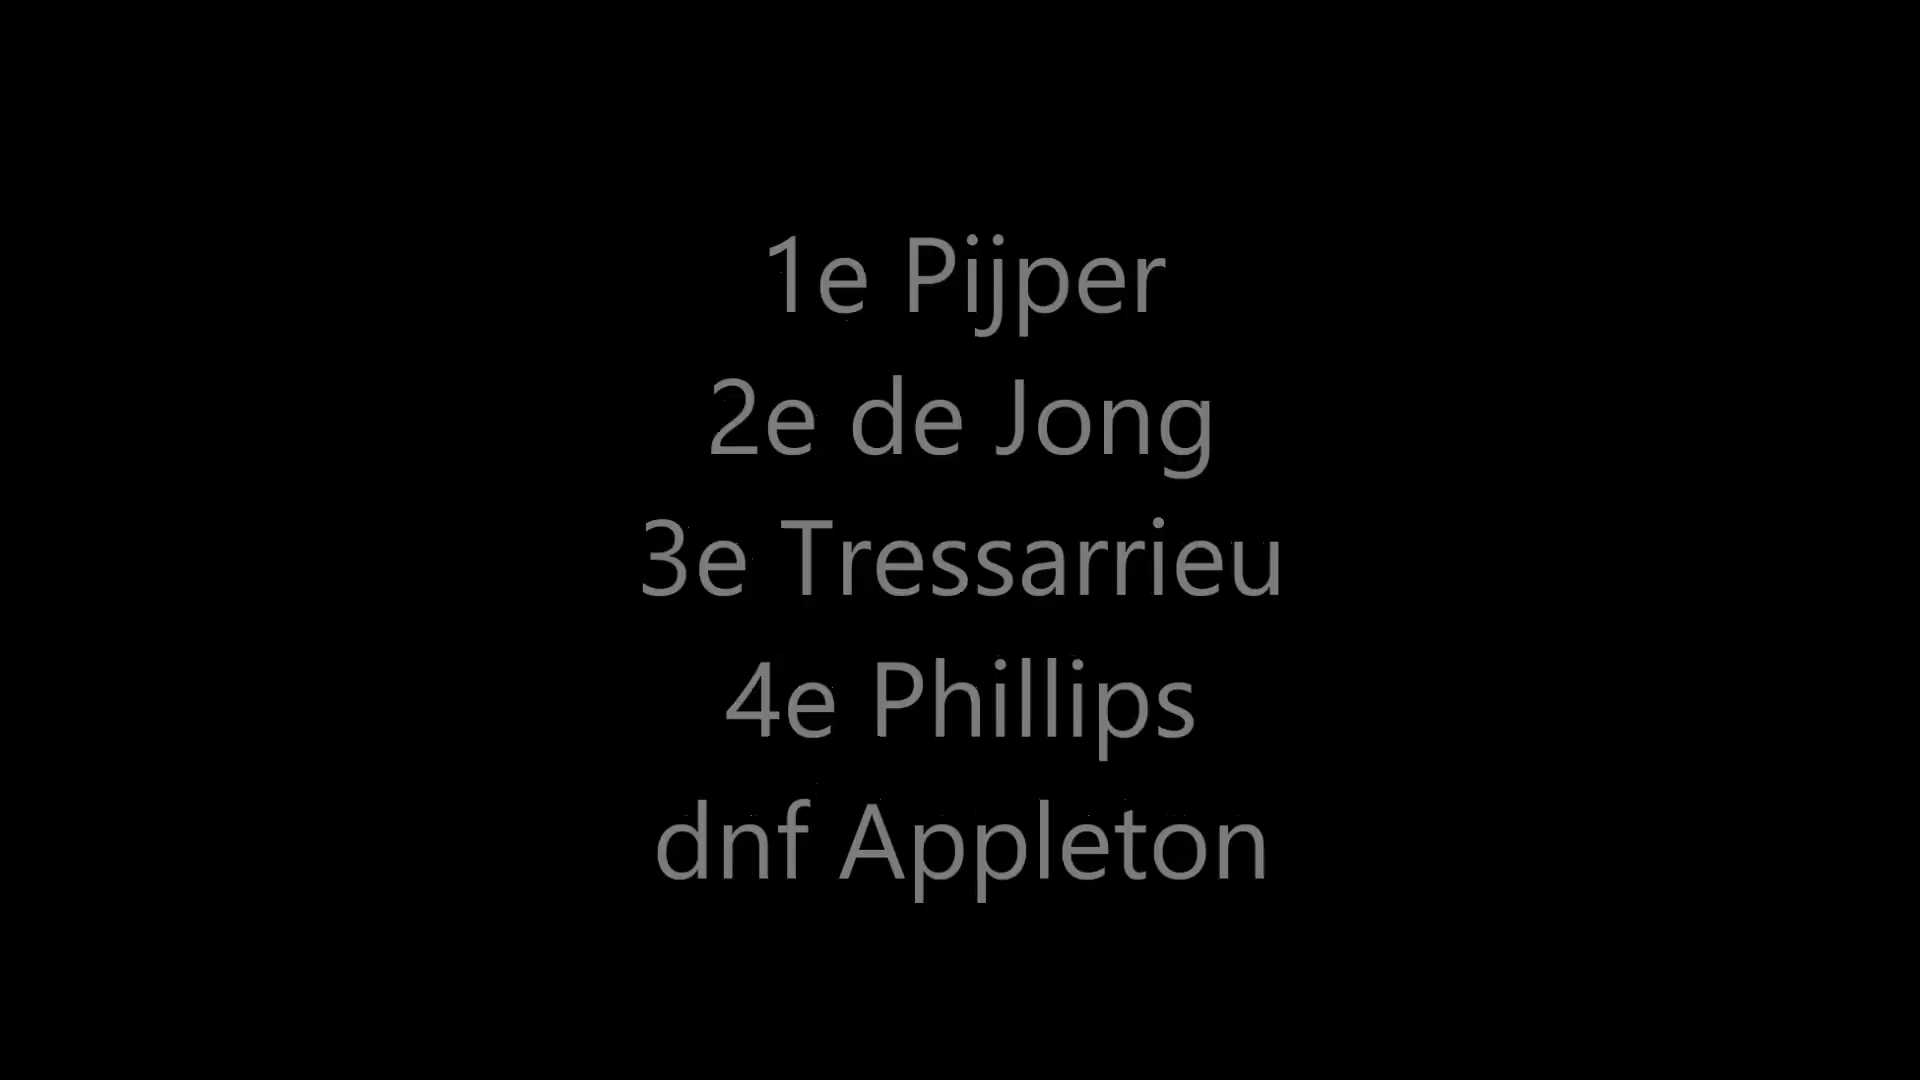 1e Pijper
2e de Jong
3e Tressarrieu
4e Phillips
dnf Appleton